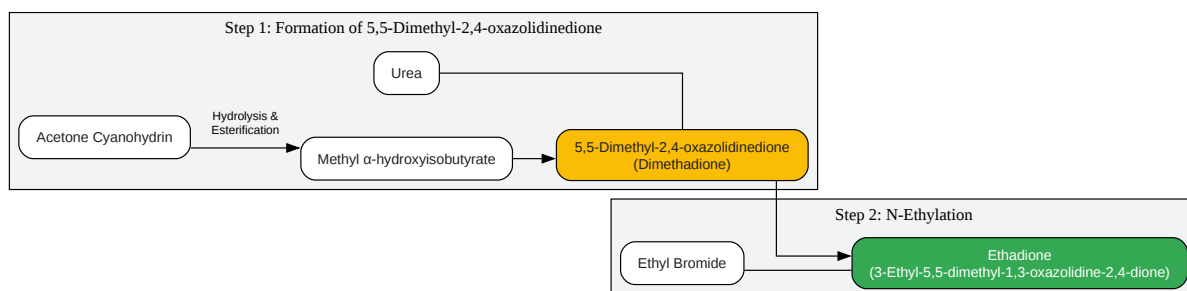 Step 1: Formation of 5,5-Dimethyl-2,4-oxazolidinedione
Urea
Acetone Cyanohydrin
Hydrolysis &
Esterification
Methyl α-hydroxyisobutyrate
5,5-Dimethyl-2,4-oxazolidinedione
(Dimethadione)
Step 2: N-Ethylation
Ethyl Bromide
Ethadione
(3-Ethyl-5,5-dimethyl-1,3-oxazolidine-2,4-dione)